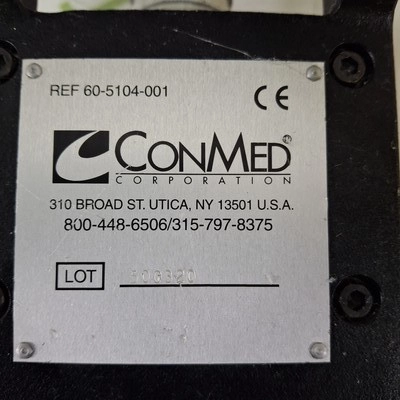 REF 60-5104-001
CE
CONMED
CORPORATION
310 BROAD ST. UTICA, NY 13501 U.S.A.
800-448-6506/315-797-8375
LOT